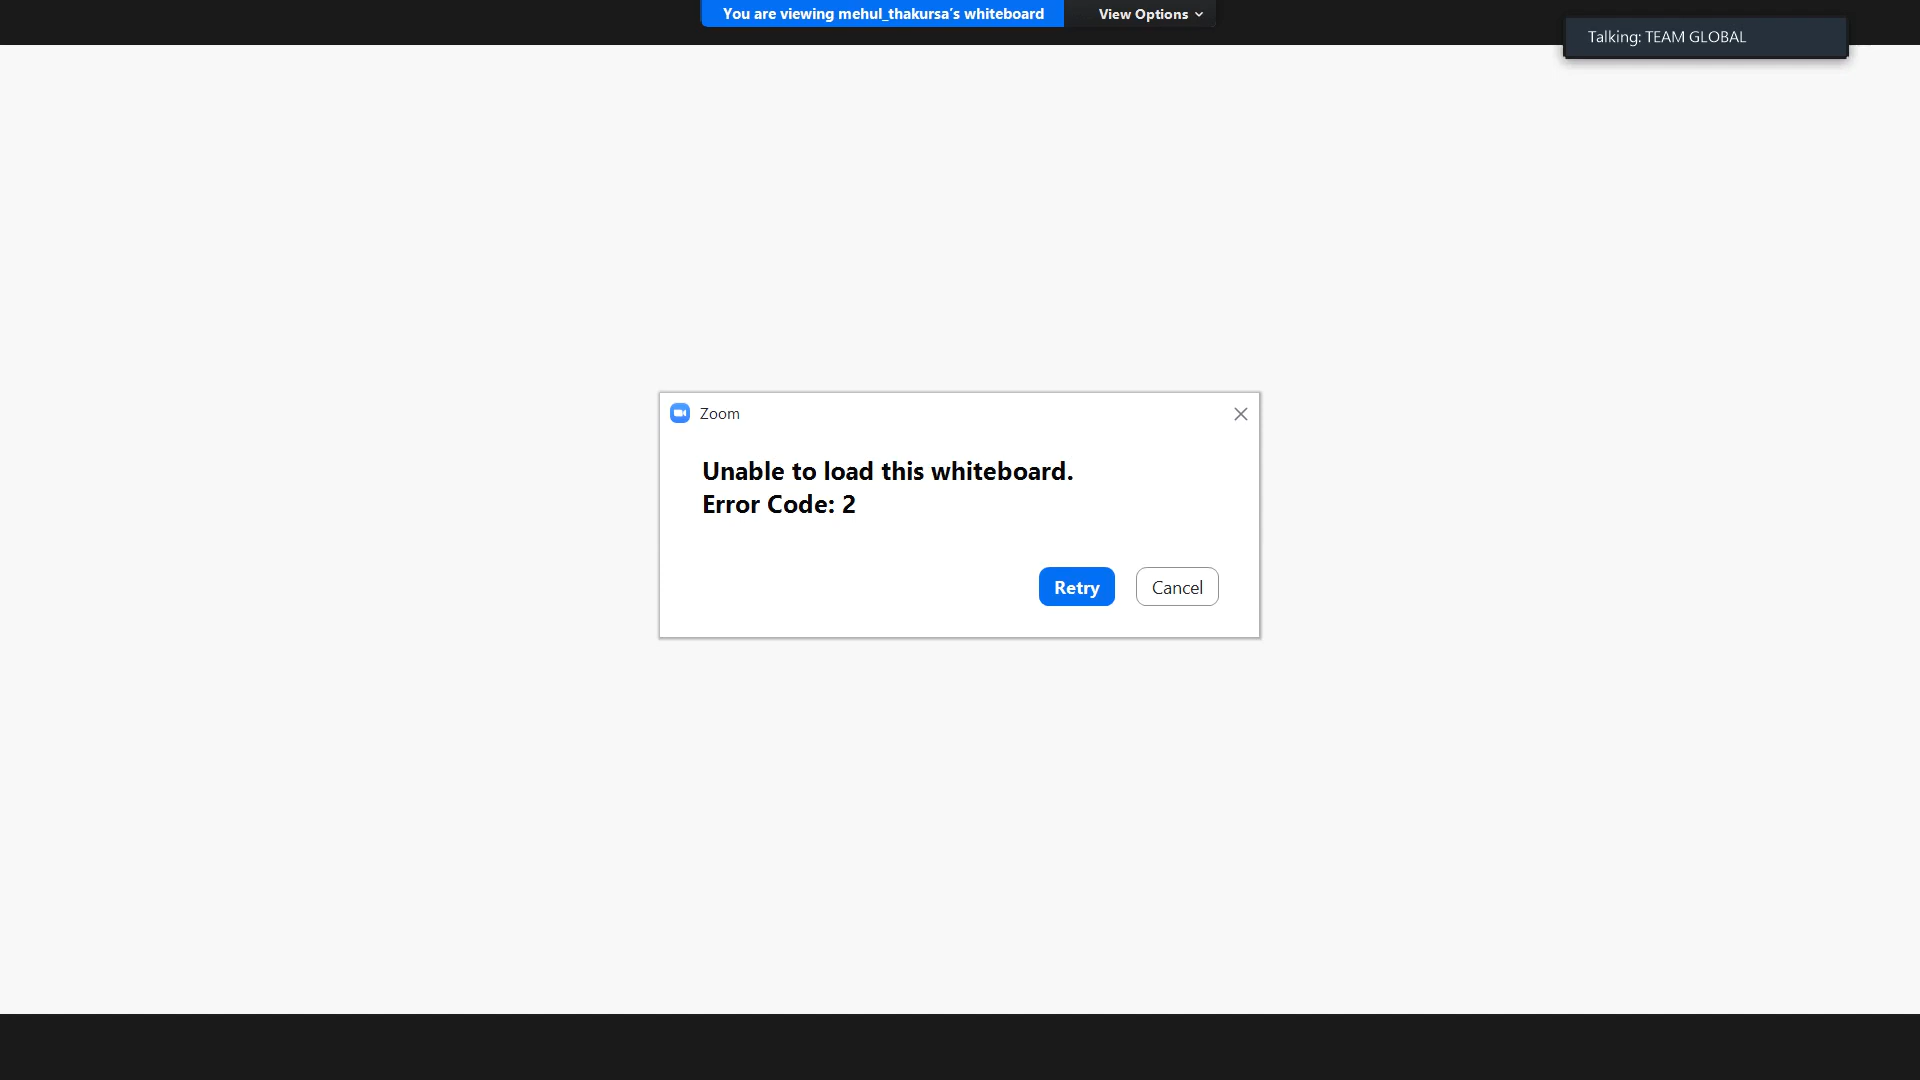 You are viewing mehul_thakursa's whiteboard View Options
Talking: TEAM GLOBAL
Zoom
Unable to load this whiteboard.
Error Code: 2
Retry Cancel